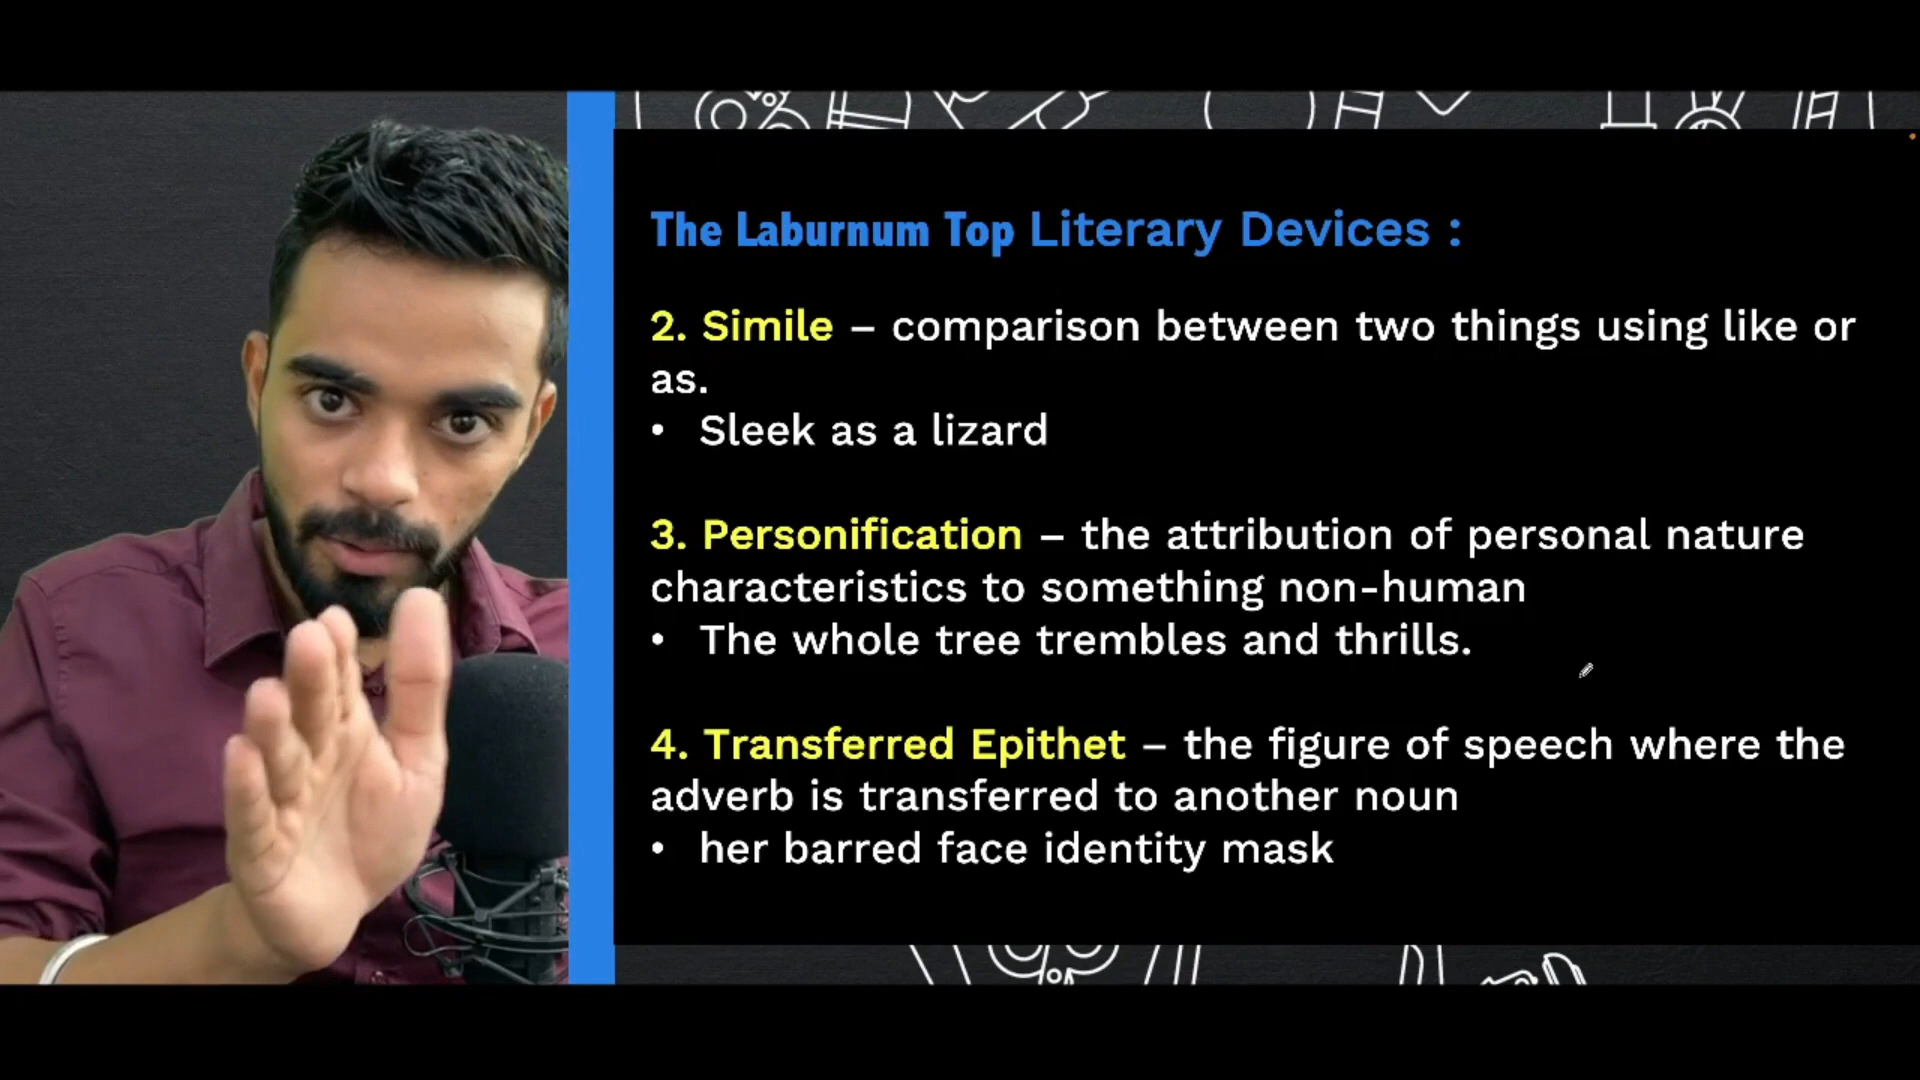 The Laburnum Top Literary Devices :
2. Simile – comparison between two things using like or
as.
• Sleek as a lizard
3. Personification – the attribution of personal nature
characteristics to something non-human
• The whole tree trembles and thrills.
4. Transferred Epithet – the figure of speech where the
adverb is transferred to another noun
• her barred face identity mask